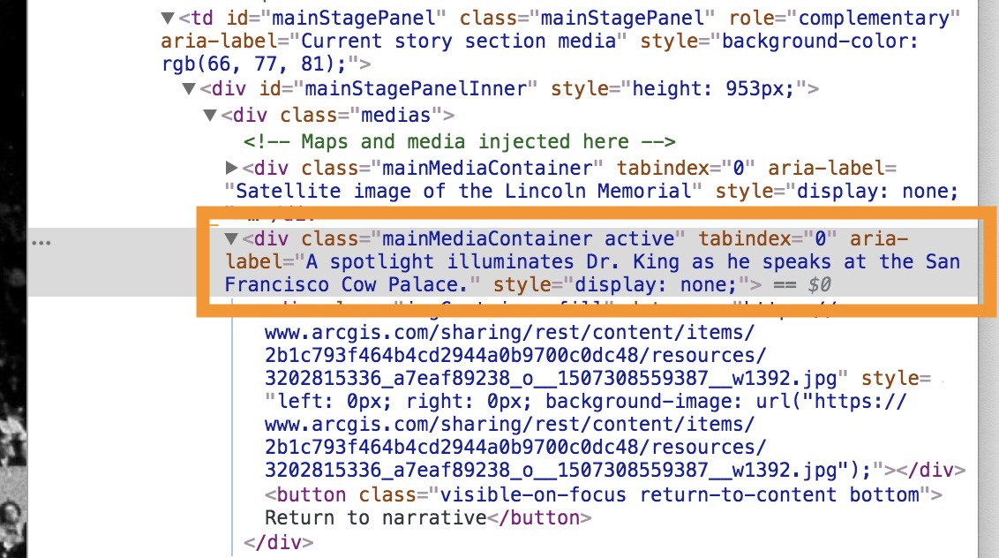 ▼<td id="mainStagePanel" class="mainStagePanel" role="complementary"
aria-label="Current story section media" style="background-color:
rgb(66, 77, 81);">
▼<div id="mainStagePanelInner" style="height: 953px;">
▼<div class="medias">
<!-- Maps and media injected here -->
▶<div class="mainMediaContainer" tabindex="0" aria-label=
"Satellite image of the Lincoln Memorial" style="display: none;
▼<div class="mainMediaContainer active" tabindex="0" aria-
label="A spotlight illuminates Dr. King as he speaks at the San
Francisco Cow Palace." style="display: none;"> == $0
www.arcgis.com/sharing/rest/content/items/
2b1c793f464b4cd2944a0b9700c0dc48/resources/
3202815336_a7eaf89238_o__1507308559387__w1392.jpg" style=
"left: 0px; right: 0px; background-image: url("https://
www.arcgis.com/sharing/rest/content/items/
2b1c793f464b4cd2944a0b9700c0dc48/resources/
3202815336_a7eaf89238_o__1507308559387__w1392.jpg");"></div>
<button class="visible-on-focus return-to-content bottom">
Return to narrative</button>
</div>